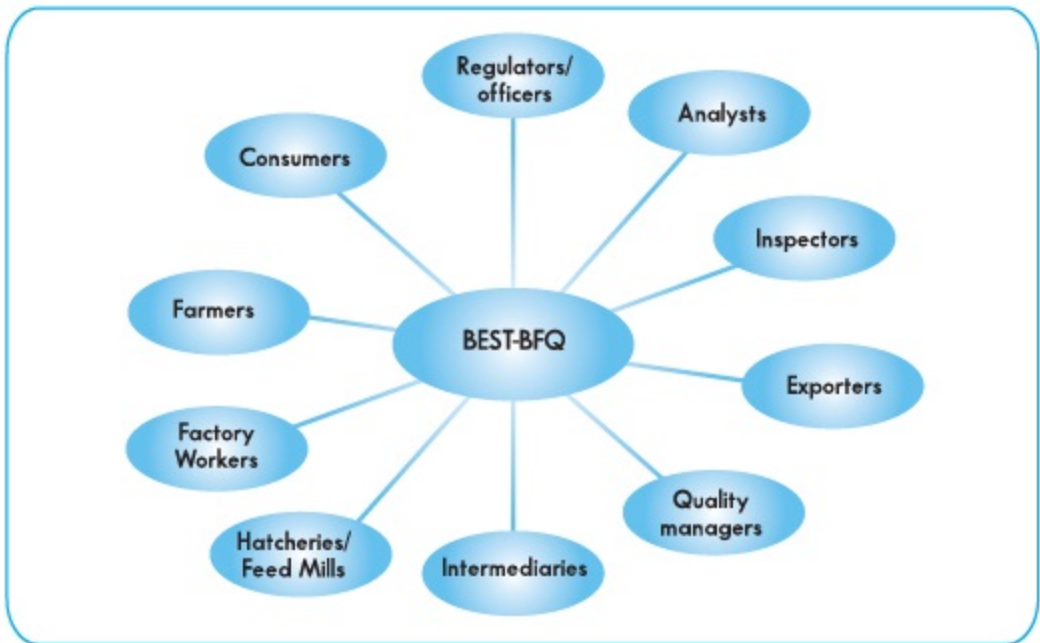 Regulators/
officers
Analysts
Consumers
Inspectors
Farmers
BEST-BFQ
Exporters
Factory
Workers
Quality
managers
Hatcheries/
Feed Mills
Intermediaries